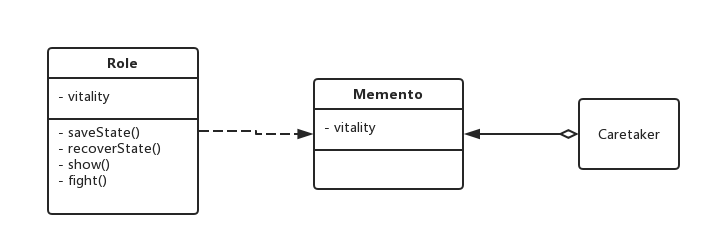 Role
- vitality
- saveState()
- recoverState()
- show()
- fight()
Memento
- vitality
Caretaker